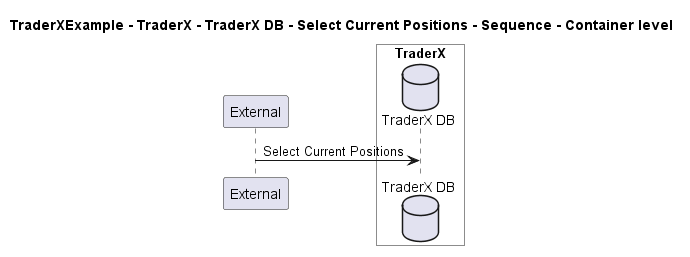 TraderXExample - TraderX - TraderX DB - Select Current Positions - Sequence - Container level
TraderX
External
TraderX DB
Select Current Positions
TraderX DB
External